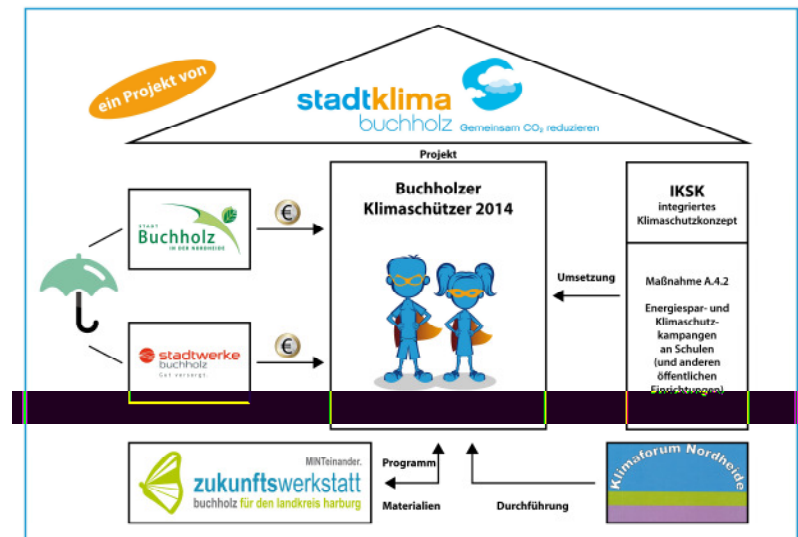 ein Projekt von
stadtklima
buchholz Gemeinsam CO₂ reduzieren
Projekt
Buchholzer
Klimaschützer 2014
IKSK
integriertes
Klimaschutzkonzept
STADT
Buchholz
IN DER NORDHEIDE
€
Umsetzung
Maßnahme A.4.2
Energiespar- und
Klimaschutz-
kampangen
an Schulen
(und anderen
öffentlichen
Einrichtungen)
stadtwerke
buchholz
Gut versorgt.
€
MINTeinander.
zukunftswerkstatt
buchholz für den landkreis harburg
Programm
Materialien
Durchführung
Klimaforum Nordheide